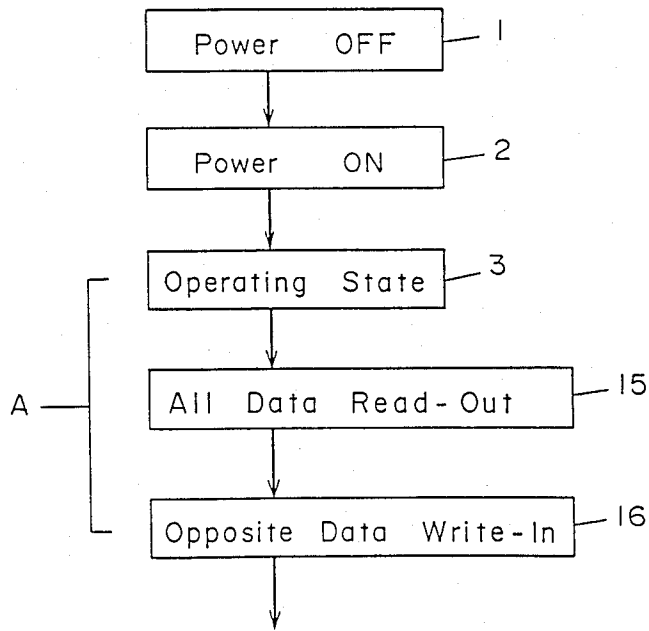 Power OFF 1
Power ON 2
Operating State 3
A
All Data Read-Out 15
Opposite Data Write-In 16